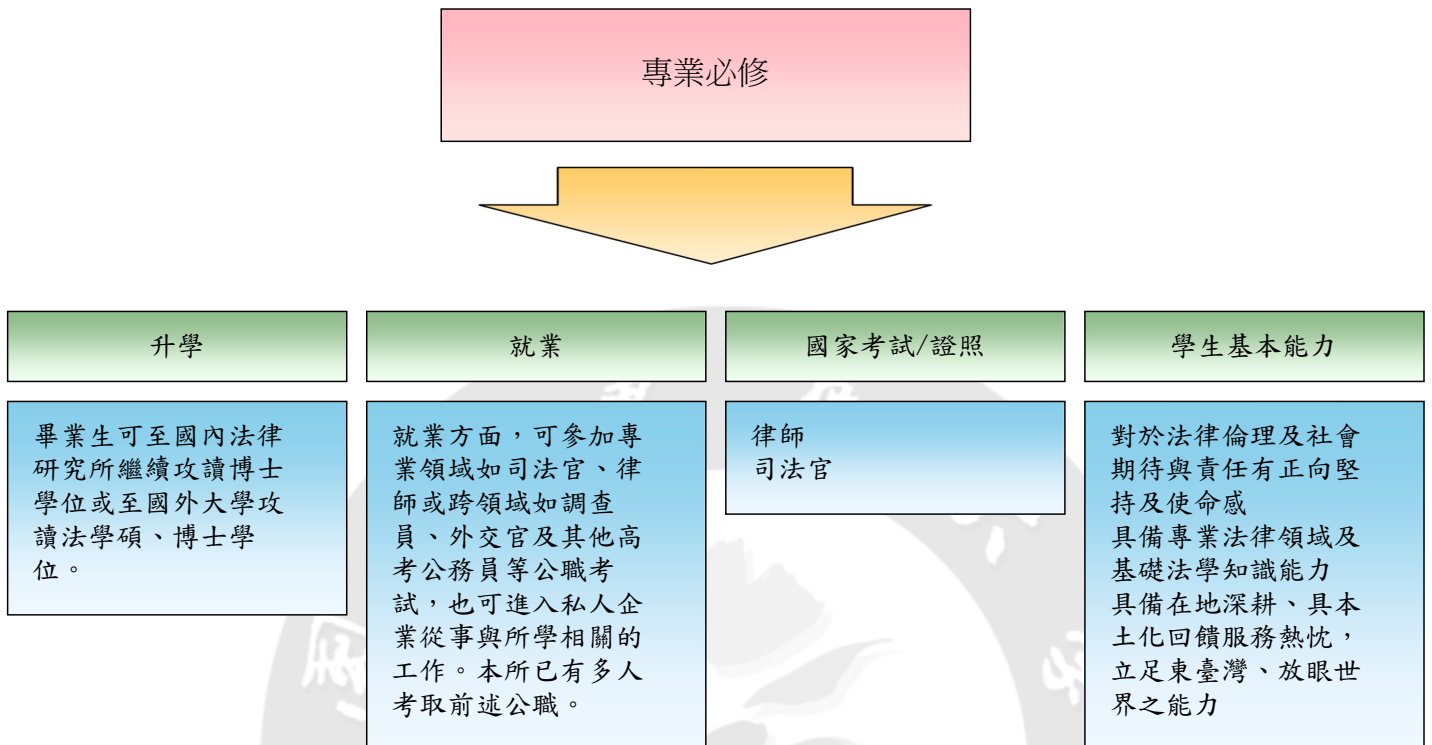 專業必修
升學
就業
國家考試/證照
學生基本能力
畢業生可至國內法律
研究所繼續攻讀博士
學位或至國外大學攻
讀法學碩、博士學
位。
就業方面，可參加專
業領域如司法官、律
師或跨領域如調查
員、外交官及其他高
考公務員等公職考
試，也可進入私人企
業從事與所學相關的
工作。本所已有多人
考取前述公職。
律師
司法官
對於法律倫理及社會
期待與責任有正向堅
持及使命感
具備專業法律領域及
基礎法學知識能力
具備在地深耕、具本
土化回饋服務熱忱，
立足東臺灣、放眼世
界之能力